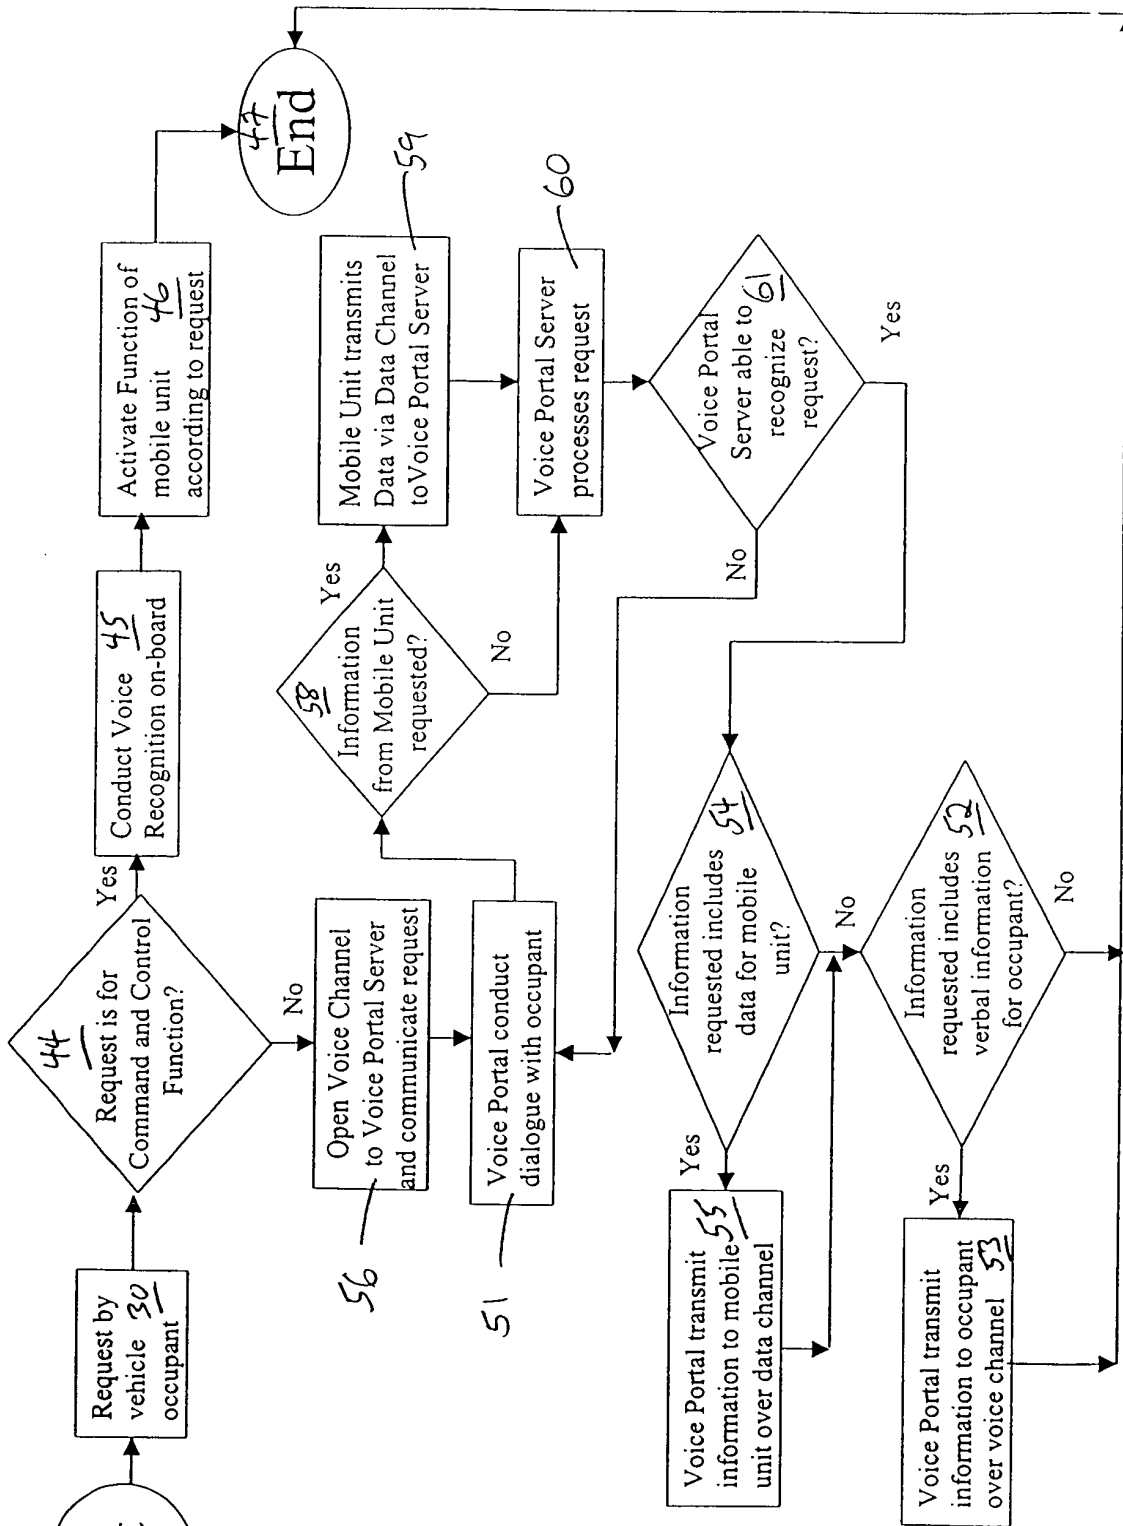 Request by
vehicle 30
occupant
44
Request is for
Command and Control
Function?
Yes
No
Conduct Voice 45
Recognition on-board
Activate Function of
mobile unit 46
according to request
47
End
Open Voice Channel
to Voice Portal Server
and communicate request
56
Voice Portal conduct
dialogue with occupant
51
58
Information
from Mobile Unit
requested?
Yes
No
Mobile Unit transmits
Data via Data Channel
to Voice Portal Server
59
Voice Portal Server
processes request
60
Voice Portal
Server able to 61
recognize
request?
No
Yes
Information
requested includes 54
data for mobile
unit?
Yes
No
Voice Portal transmit
information to mobile 55
unit over data channel
Information
requested includes 52
verbal information
for occupant?
Yes
No
Voice Portal transmit
information to occupant
over voice channel 53